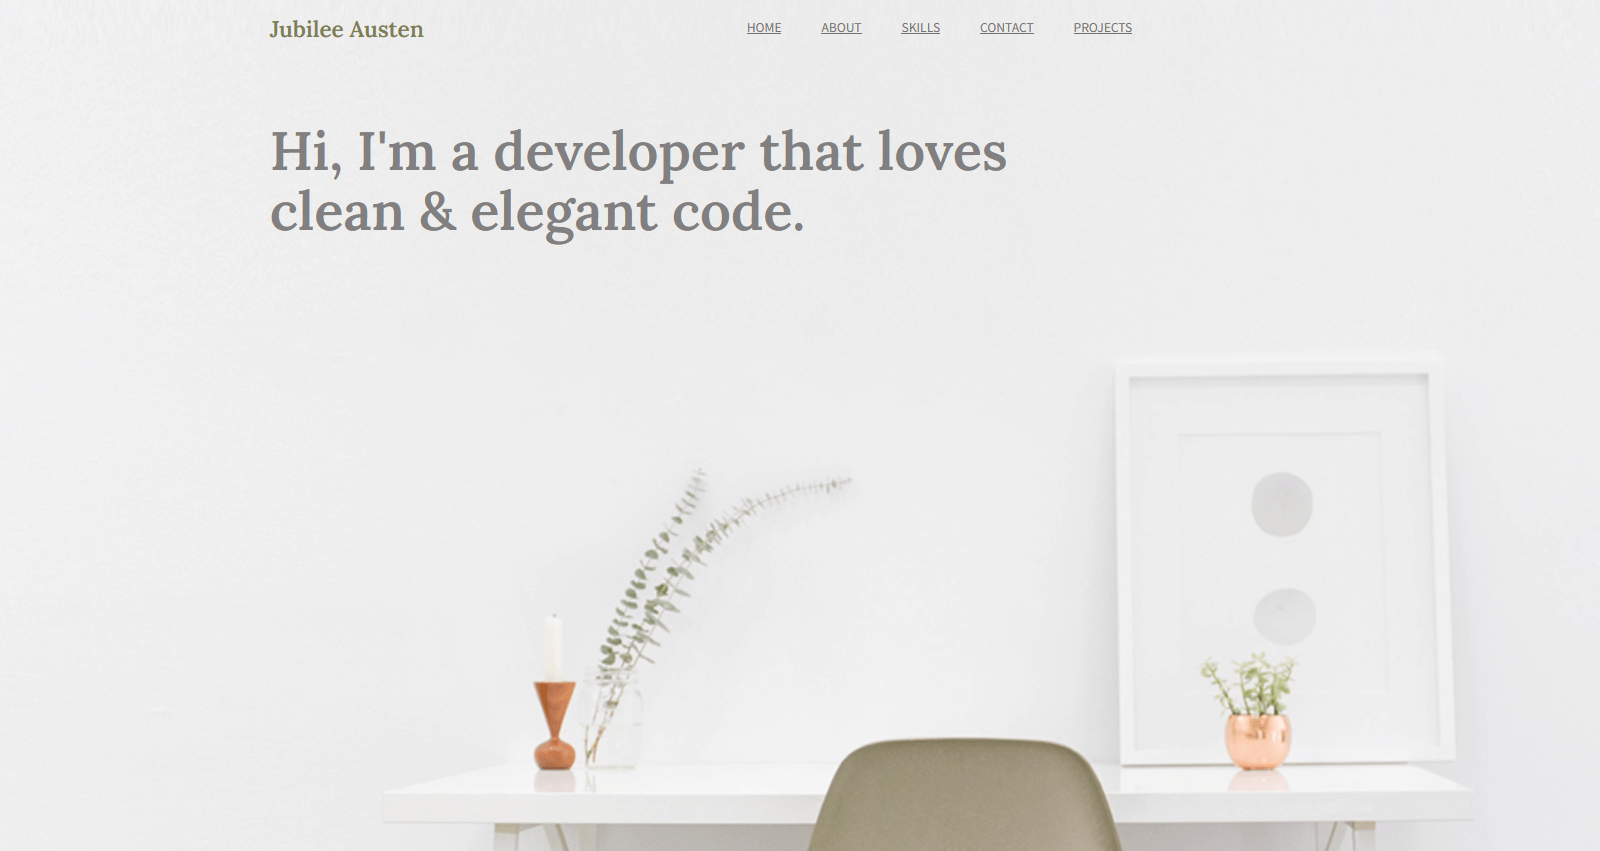 Jubilee Austen
HOME ABOUT SKILLS CONTACT PROJECTS
Hi, I'm a developer that loves
clean & elegant code.